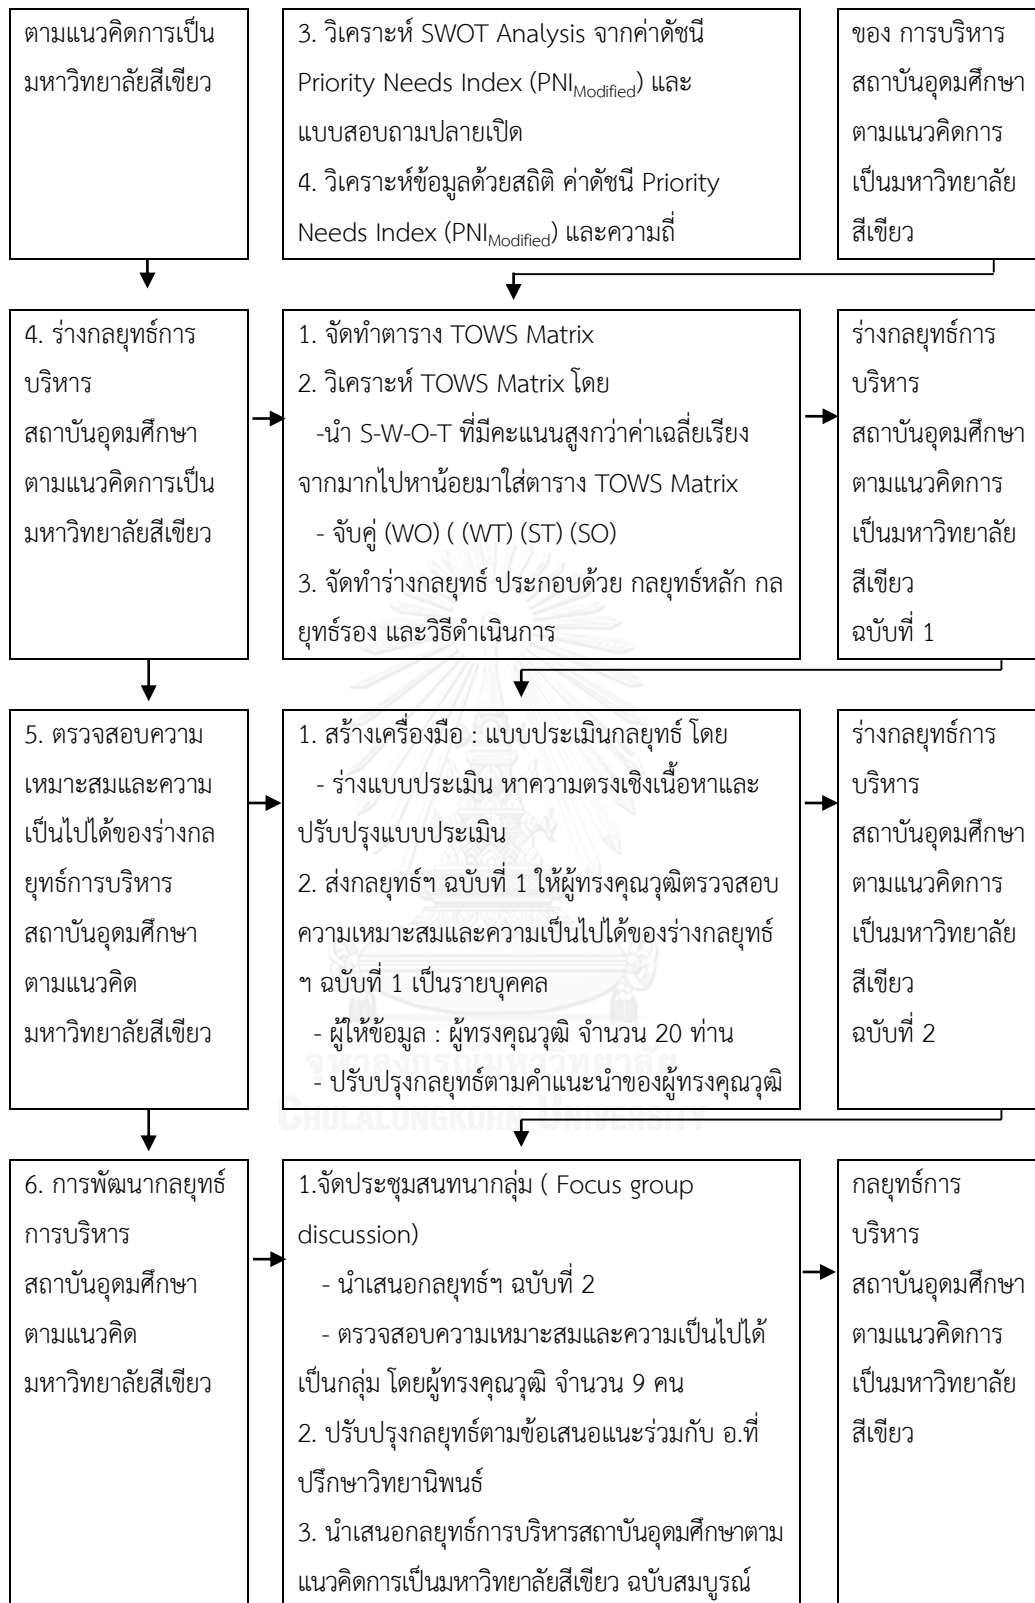 ตามแนวคิดการเป็น
มหาวิทยาลัยสีเขียว
3. วิเคราะห์ SWOT Analysis จากค่าดัชนี
Priority Needs Index (PNIModified) และ
แบบสอบถามปลายเปิด
4. วิเคราะห์ข้อมูลด้วยสถิติ ค่าดัชนี Priority
Needs Index (PNIModified) และความถี่
ของ การบริหาร
สถาบันอุดมศึกษา
ตามแนวคิดการ
เป็นมหาวิทยาลัย
สีเขียว
4. ร่างกลยุทธ์การ
บริหาร
สถาบันอุดมศึกษา
ตามแนวคิดการเป็น
มหาวิทยาลัยสีเขียว
1. จัดทำตาราง TOWS Matrix
2. วิเคราะห์ TOWS Matrix โดย
-นำ S-W-O-T ที่มีคะแนนสูงกว่าค่าเฉลี่ยเรียง
จากมากไปหาน้อยมาใส่ตาราง TOWS Matrix
- จับคู่ (WO) ( (WT) (ST) (SO)
3. จัดทำร่างกลยุทธ์ ประกอบด้วย กลยุทธ์หลัก กล
ยุทธ์รอง และวิธีดำเนินการ
ร่างกลยุทธ์การ
บริหาร
สถาบันอุดมศึกษา
ตามแนวคิดการ
เป็นมหาวิทยาลัย
สีเขียว
ฉบับที่ 1
5. ตรวจสอบความ
เหมาะสมและความ
เป็นไปได้ของร่างกล
ยุทธ์การบริหาร
สถาบันอุดมศึกษา
ตามแนวคิด
มหาวิทยาลัยสีเขียว
1. สร้างเครื่องมือ : แบบประเมินกลยุทธ์ โดย
- ร่างแบบประเมิน หาความตรงเชิงเนื้อหาและ
ปรับปรุงแบบประเมิน
2. ส่งกลยุทธ์ฯ ฉบับที่ 1 ให้ผู้ทรงคุณวุฒิตรวจสอบ
ความเหมาะสมและความเป็นไปได้ของร่างกลยุทธ์
ฯ ฉบับที่ 1 เป็นรายบุคคล
- ผู้ให้ข้อมูล : ผู้ทรงคุณวุฒิ จำนวน 20 ท่าน
- ปรับปรุงกลยุทธ์ตามคำแนะนำของผู้ทรงคุณวุฒิ
ร่างกลยุทธ์การ
บริหาร
สถาบันอุดมศึกษา
ตามแนวคิดการ
เป็นมหาวิทยาลัย
สีเขียว
ฉบับที่ 2
จุฬาลงกรณ์มหาวิทยาลัย
CHULALONGKORN UNIVERSITY
6. การพัฒนากลยุทธ์
การบริหาร
สถาบันอุดมศึกษา
ตามแนวคิด
มหาวิทยาลัยสีเขียว
1.จัดประชุมสนทนากลุ่ม ( Focus group
discussion)
- นำเสนอกลยุทธ์ฯ ฉบับที่ 2
- ตรวจสอบความเหมาะสมและความเป็นไปได้
เป็นกลุ่ม โดยผู้ทรงคุณวุฒิ จำนวน 9 คน
2. ปรับปรุงกลยุทธ์ตามข้อเสนอแนะร่วมกับ อ.ที่
ปรึกษาวิทยานิพนธ์
3. นำเสนอกลยุทธ์การบริหารสถาบันอุดมศึกษาตาม
แนวคิดการเป็นมหาวิทยาลัยสีเขียว ฉบับสมบูรณ์
กลยุทธ์การ
บริหาร
สถาบันอุดมศึกษา
ตามแนวคิดการ
เป็นมหาวิทยาลัย
สีเขียว